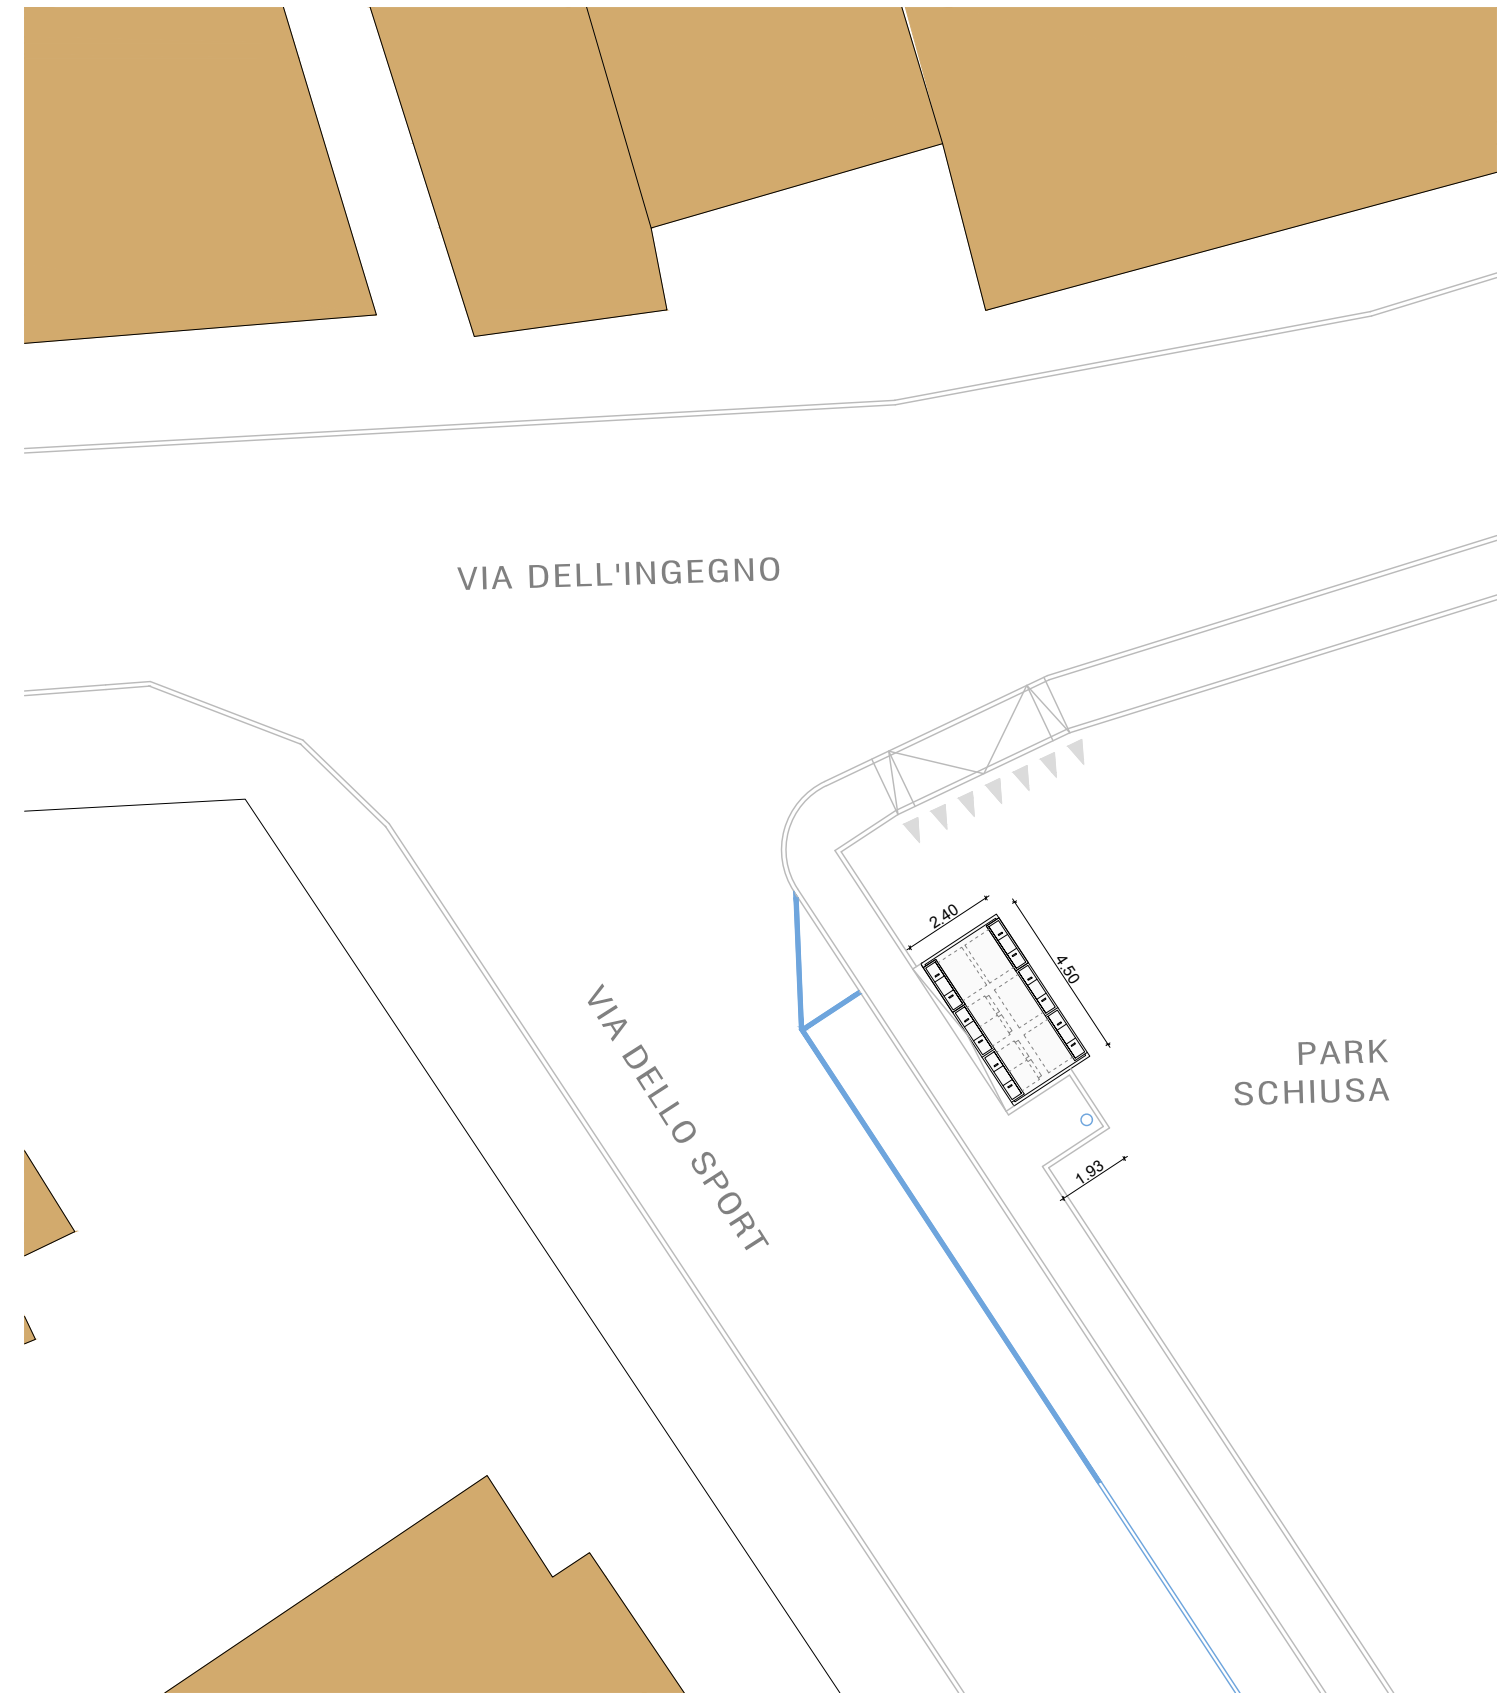 VIA DELL'INGEGNO
2.40
4.50
VIA DELLO SPORT
PARK
SCHIUSA
1.93